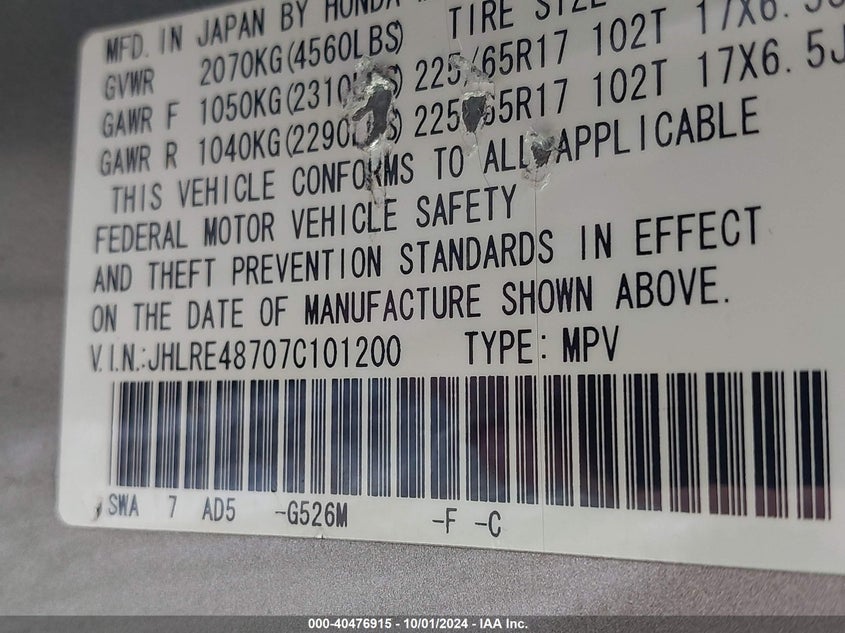 MFD. IN JAPAN BY HONDA
GVWR 2070KG(4560LBS) TIRE SIZE
GAWR F 1050KG(2310LBS) 225/65R17 102T 17X6.5J
GAWR R 1040KG(2290LBS) 225/65R17 102T 17X6.5J
THIS VEHICLE CONFORMS TO ALL APPLICABLE
FEDERAL MOTOR VEHICLE SAFETY
AND THEFT PREVENTION STANDARDS IN EFFECT
ON THE DATE OF MANUFACTURE SHOWN ABOVE.
V.I.N.:JHLRE48707C101200 TYPE: MPV
SWA 7 AD5 -G526M -F -C
000-40476915 - 10/01/2024 - IAA Inc.